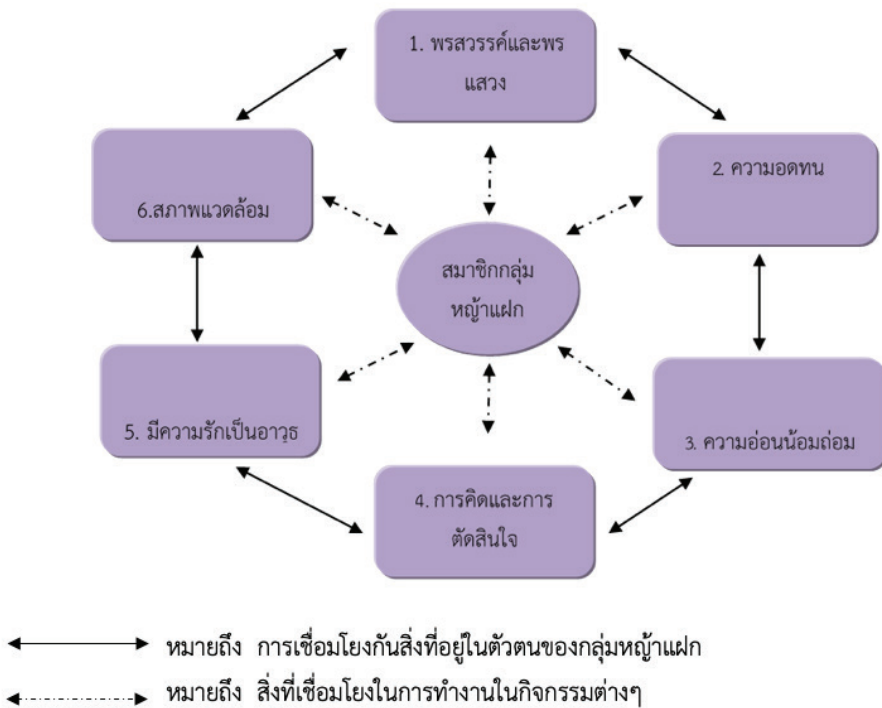 1. พรสวรรค์และพร
แสวง
2. ความอดทน
6.สภาพแวดล้อม
สมาชิกกลุ่ม
หญ้าแฝก
5. มีความรักเป็นอาวุธ
3. ความอ่อนน้อมถ่อม
4. การคิดและการ
ตัดสินใจ
หมายถึง การเชื่อมโยงกันสิ่งที่อยู่ในตัวตนของกลุ่มหญ้าแฝก
หมายถึง สิ่งที่เชื่อมโยงในการทำงานในกิจกรรมต่างๆ